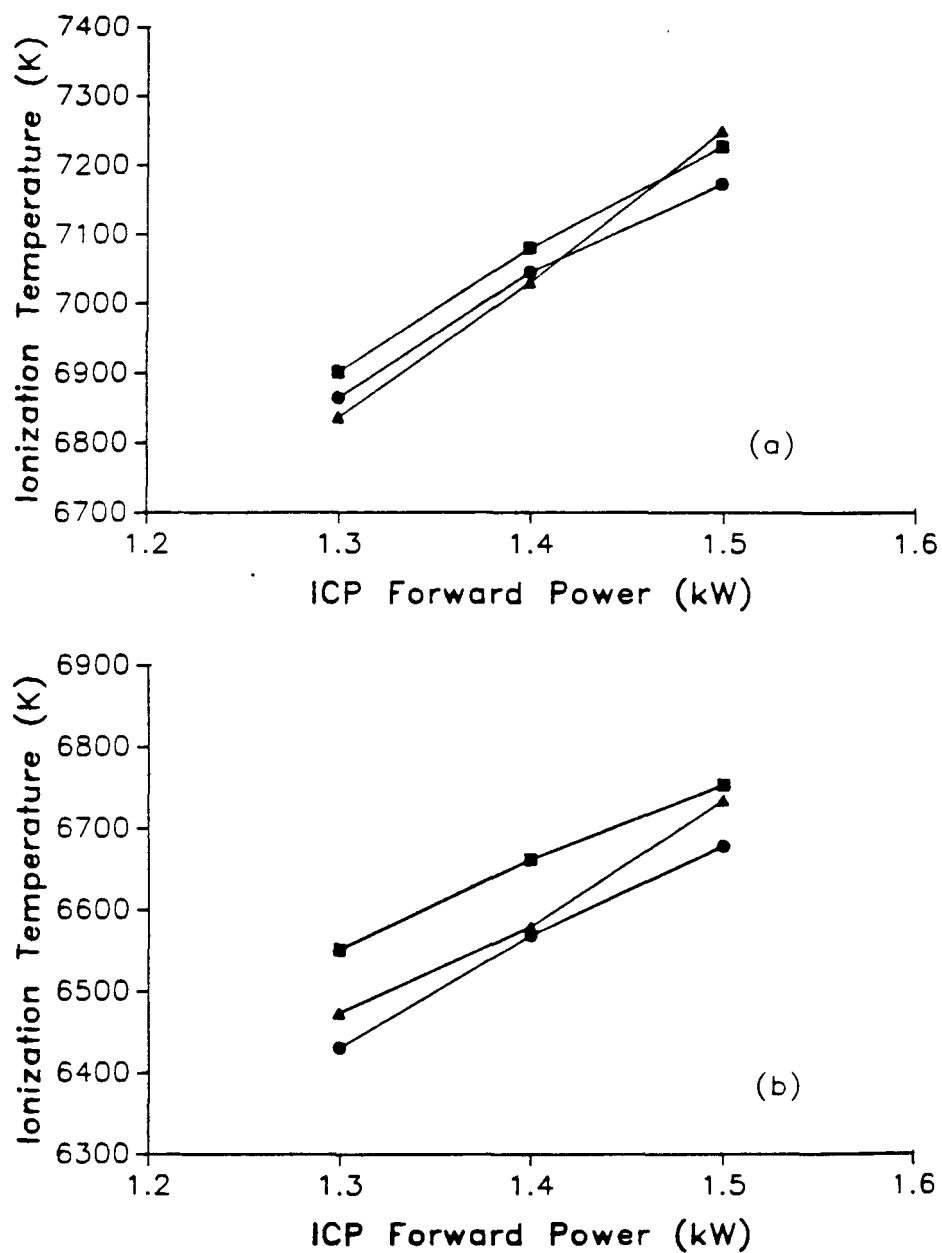 7400
7300
7200
7100
7000
6900
6800
6700
Ionization Temperature (K)
1.2 1.3 1.4 1.5 1.6
ICP Forward Power (kW)
(a)
6900
6800
6700
6600
6500
6400
6300
Ionization Temperature (K)
1.2 1.3 1.4 1.5 1.6
ICP Forward Power (kW)
(b)